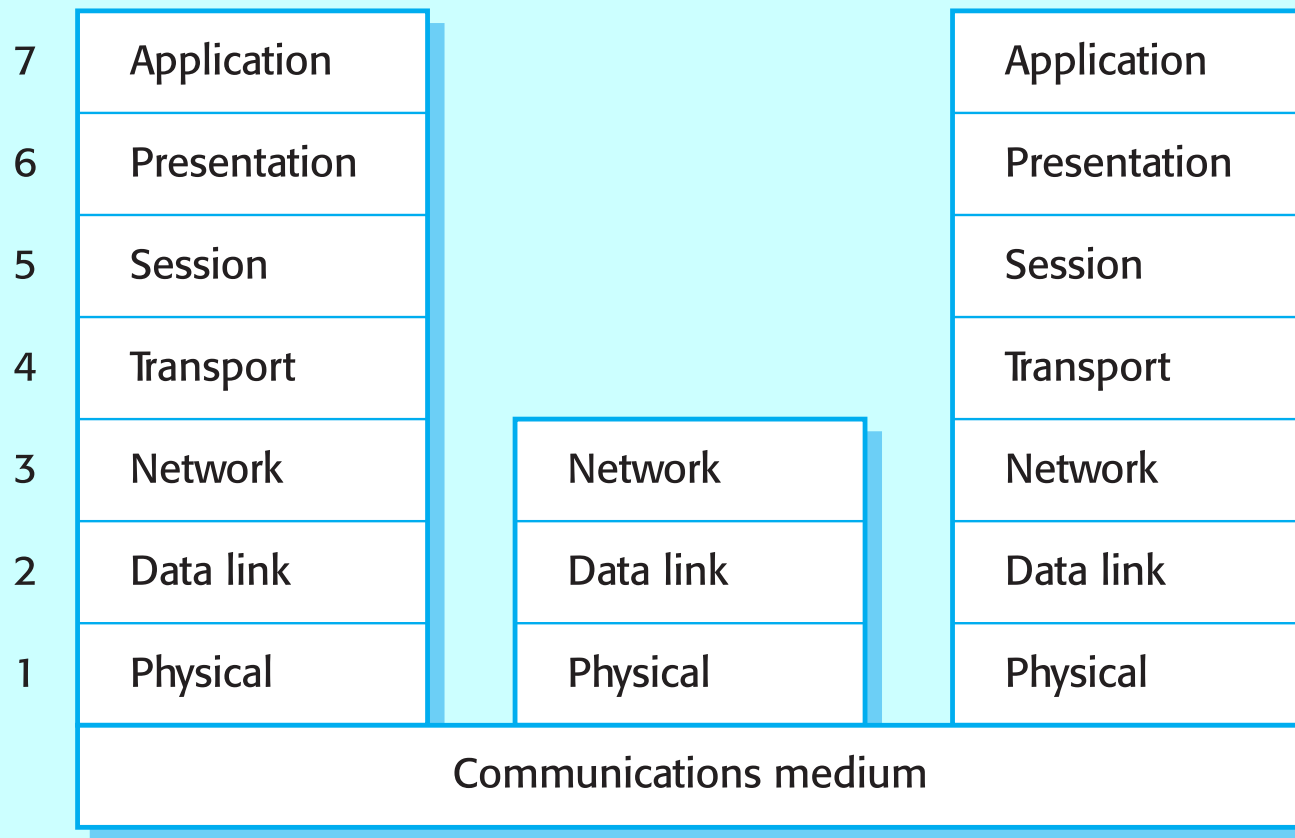 7 Application Application
6 Presentation Presentation
5 Session Session
4 Transport Transport
3 Network Network Network
2 Data link Data link Data link
1 Physical Physical Physical
Communications medium